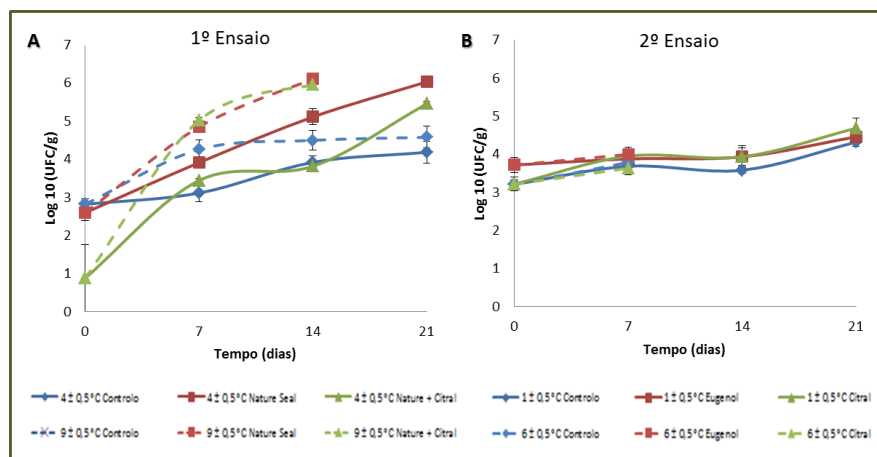 A
1º Ensaio
7
6
5
4
3
2
1
0
Log 10 (UFC/g)
0
7
14
21
Tempo (dias)
4 ± 0,5°C Controlo
4 ± 0,5°C Nature Seal
4 ± 0,5°C Nature + Citral
9 ± 0,5°C Controlo
9 ± 0,5°C Nature Seal
9 ± 0,5°C Nature + Citral
B
2º Ensaio
7
6
5
4
3
2
1
0
Log 10 (UFC/g)
0
7
14
21
Tempo (dias)
1 ± 0,5°C Controlo
1 ± 0,5°C Eugenol
1 ± 0,5°C Citral
6 ± 0,5°C Controlo
6 ± 0,5°C Eugenol
6 ± 0,5°C Citral